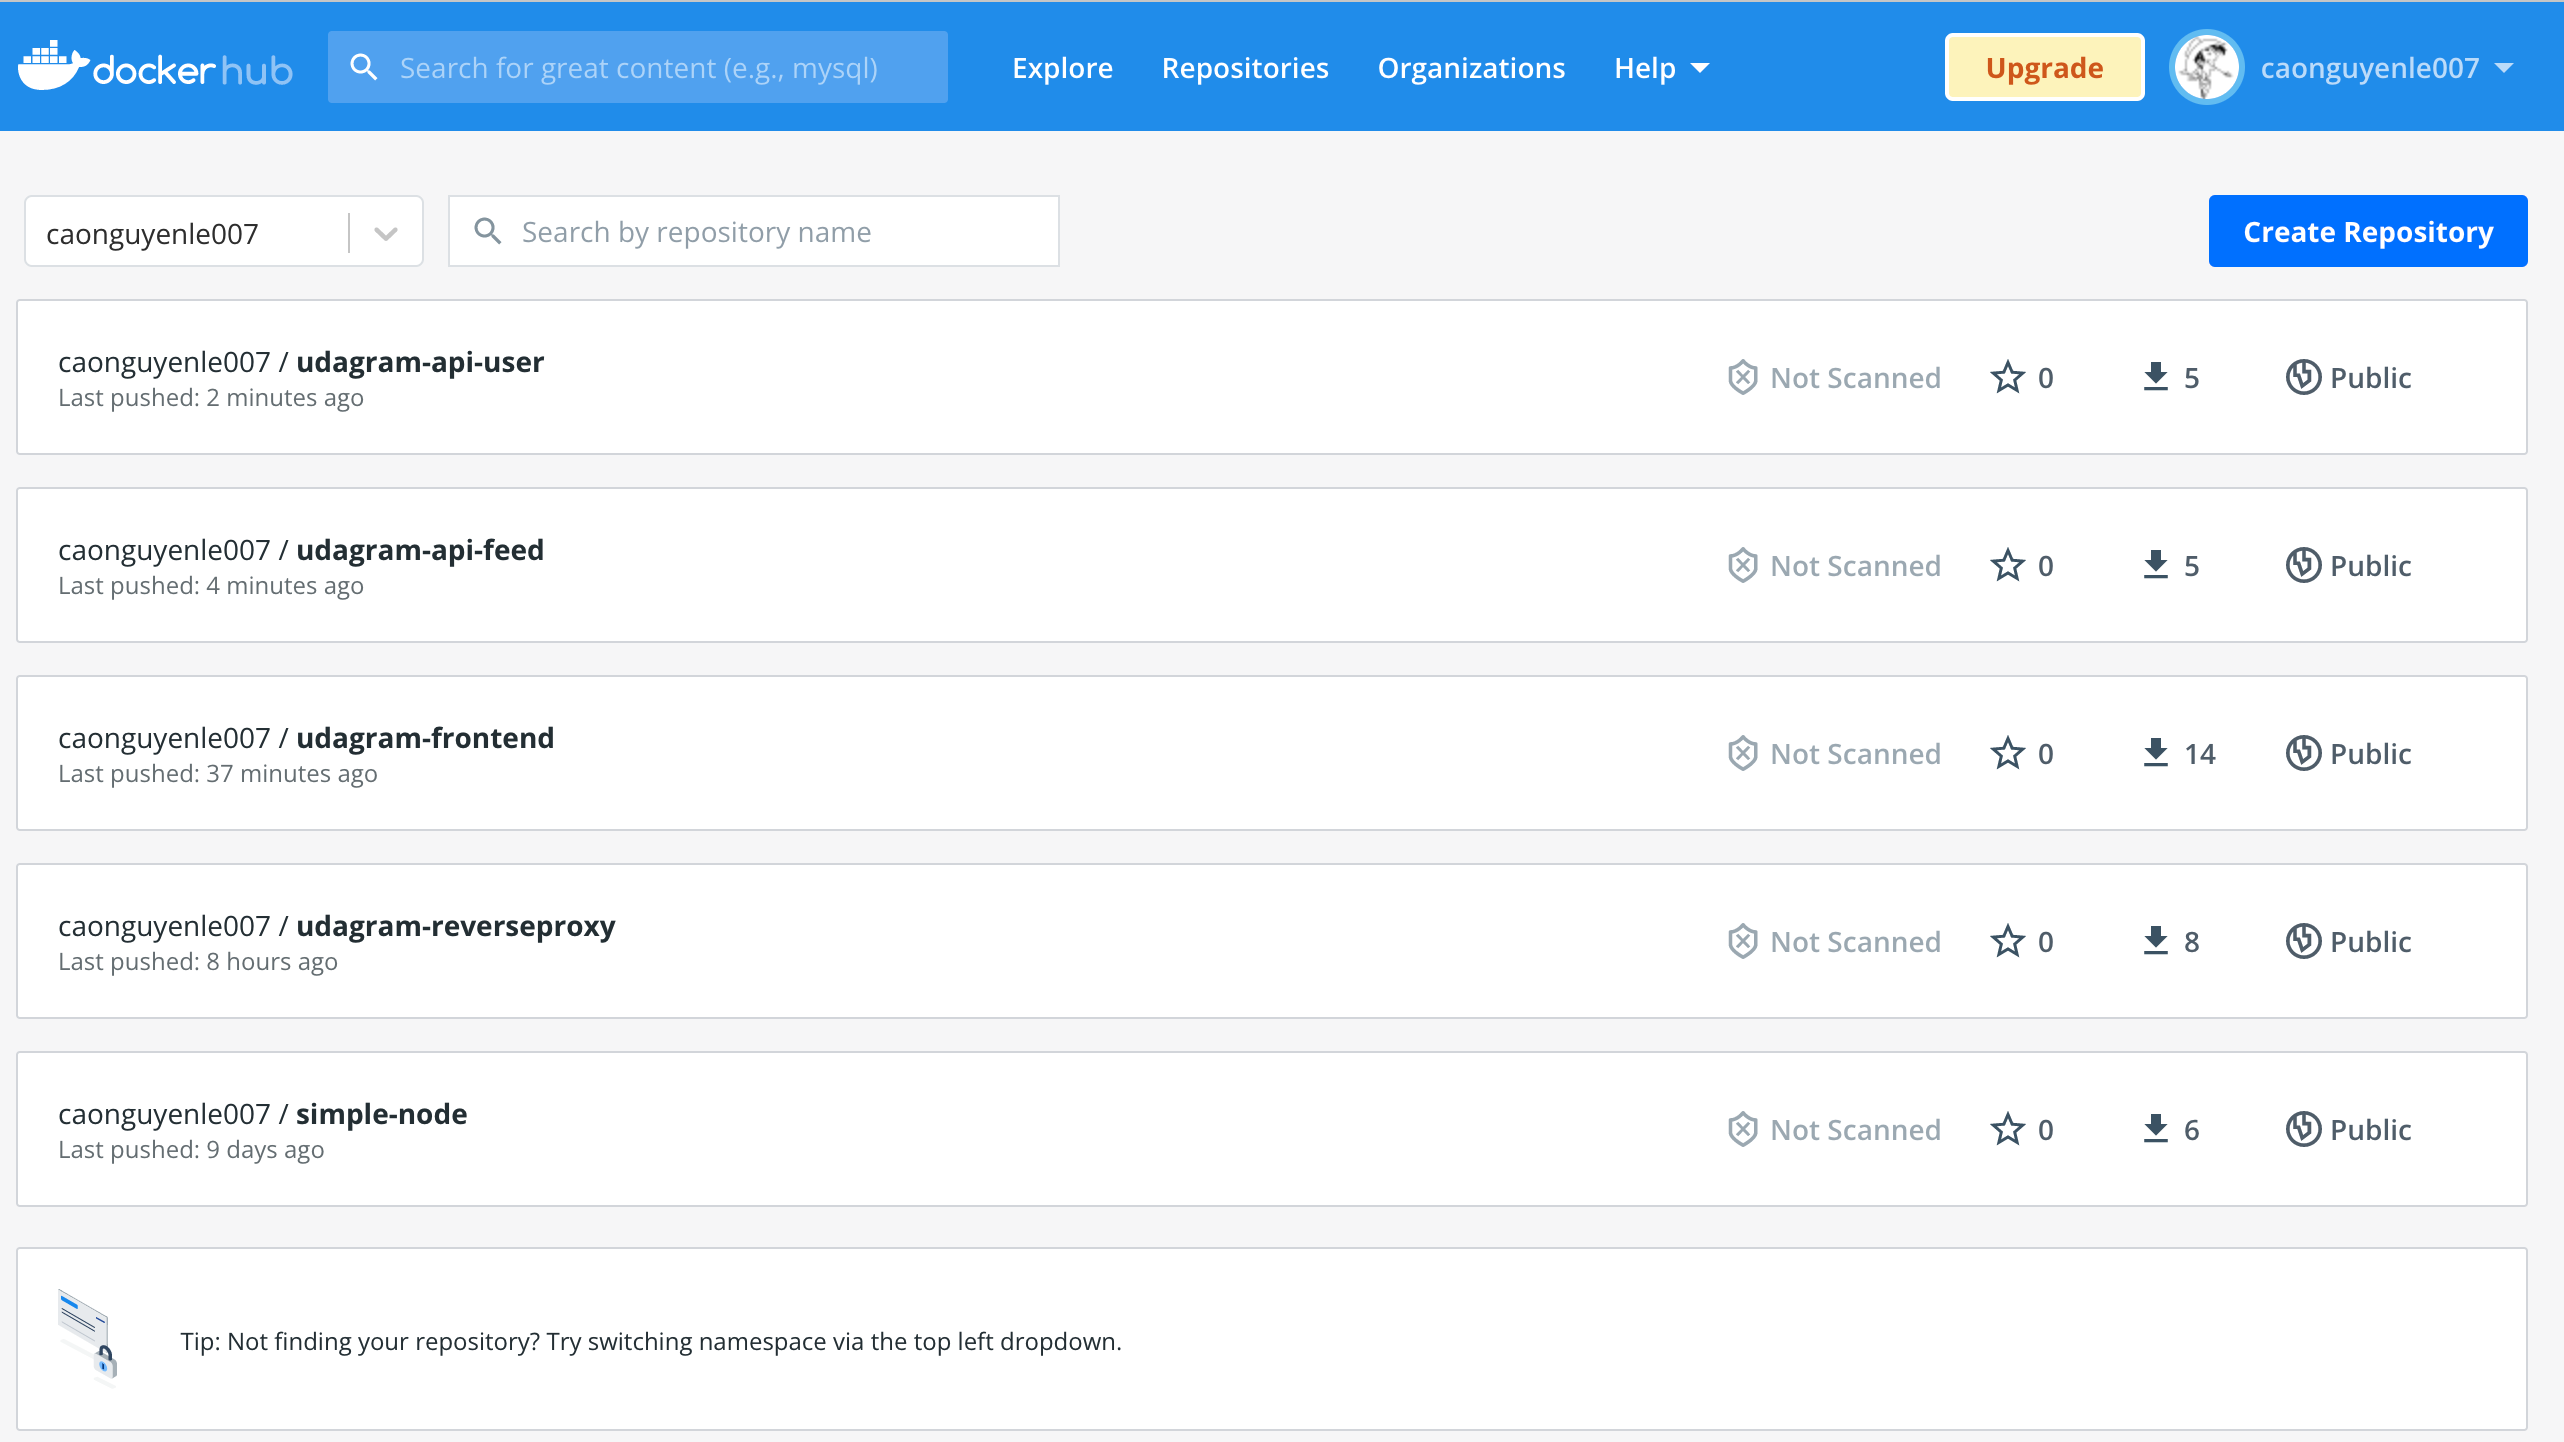 docker hub
Search for great content (e.g., mysql)
Explore
Repositories
Organizations
Help
Upgrade
caonguyenle007
caonguyenle007
Search by repository name
Create Repository
caonguyenle007 / udagram-api-user
Last pushed: 2 minutes ago
Not Scanned
0
5
Public
caonguyenle007 / udagram-api-feed
Last pushed: 4 minutes ago
Not Scanned
0
5
Public
caonguyenle007 / udagram-frontend
Last pushed: 37 minutes ago
Not Scanned
0
14
Public
caonguyenle007 / udagram-reverseproxy
Last pushed: 8 hours ago
Not Scanned
0
8
Public
caonguyenle007 / simple-node
Last pushed: 9 days ago
Not Scanned
0
6
Public
Tip: Not finding your repository? Try switching namespace via the top left dropdown.